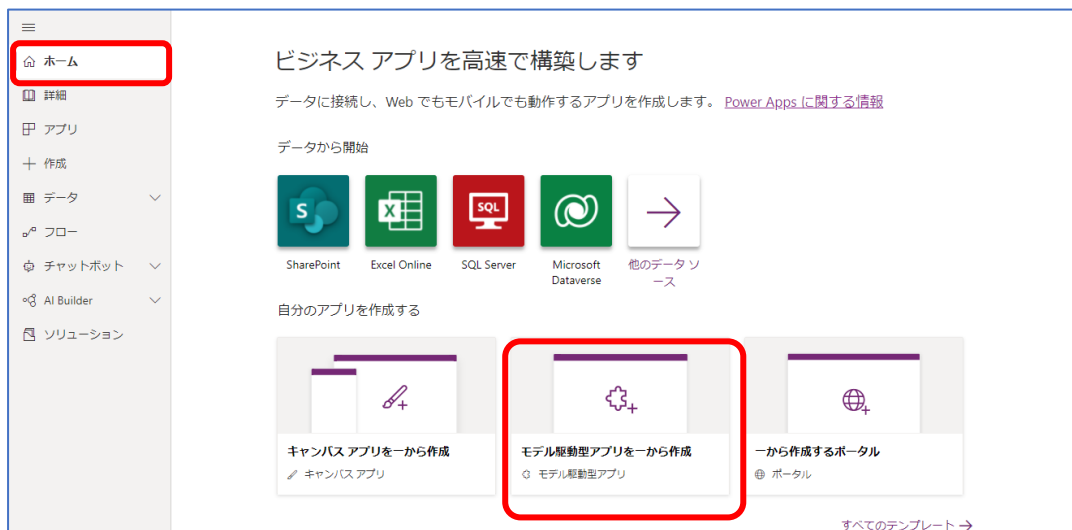 ホーム
詳細
アプリ
作成
データ
フロー
チャットボット
AI Builder
ソリューション
ビジネス アプリを高速で構築します
データに接続し、Web でもモバイルでも動作するアプリを作成します。 Power Apps に関する情報
データから開始
S
X
SQL
SharePoint
Excel Online
SQL Server
Microsoft
Dataverse
他のデータ ソ
ース
自分のアプリを作成する
キャンバス アプリを一から作成
キャンバス アプリ
モデル駆動型アプリを一から作成
モデル駆動型アプリ
一から作成するポータル
ポータル
すべてのテンプレート